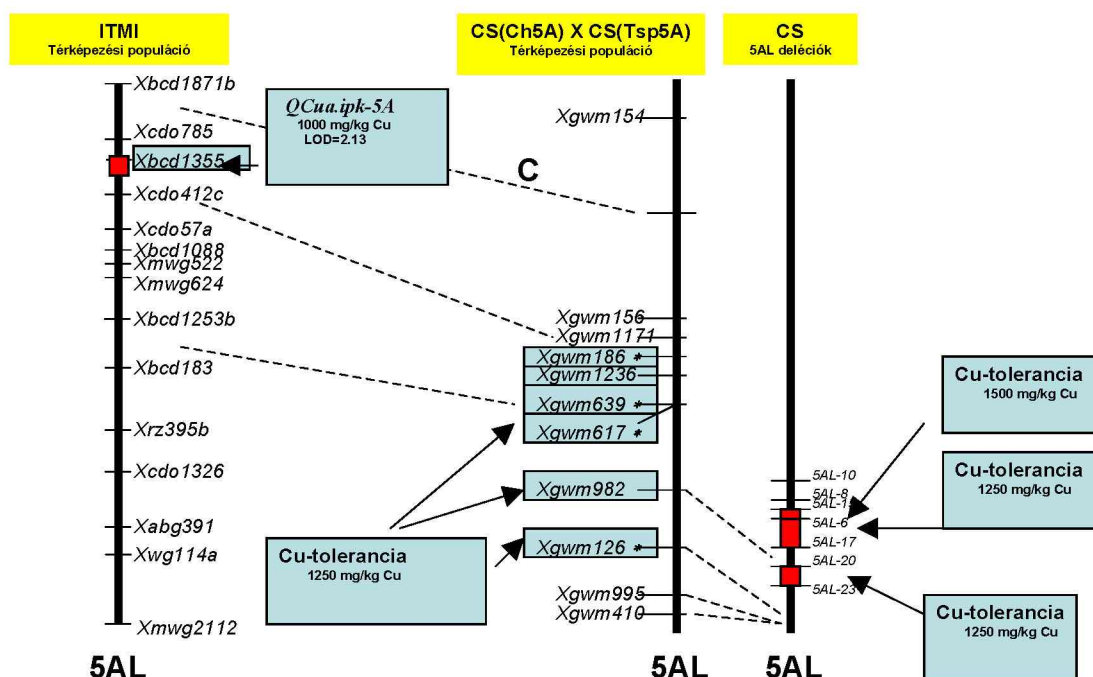 ITMI
Térképezési populáció
CS(Ch5A) X CS(Tsp5A)
Térképezési populáció
CS
5AL deléciók
Xbcd1871b
Xcdo785
Xbcd1355
Xcdo412c
Xcdo57a
Xbcd1088
Xmwg522
Xmwg624
Xbcd1253b
Xbcd183
Xrz395b
Xcdo1326
Xabg391
Xwg114a
Xmwg2112
5AL
QCua.ipk-5A
1000 mg/kg Cu
LOD=2.13
C
Cu-tolerancia
1250 mg/kg Cu
Xgwm154
Xgwm156
Xgwm1171
Xgwm186 *
Xgwm1236
Xgwm639 *
Xgwm617 *
Xgwm982
Xgwm126 *
Xgwm995
Xgwm410
5AL
5AL-10
5AL-8
5AL-6
5AL-17
5AL-20
5AL-23
5AL
Cu-tolerancia
1500 mg/kg Cu
Cu-tolerancia
1250 mg/kg Cu
Cu-tolerancia
1250 mg/kg Cu